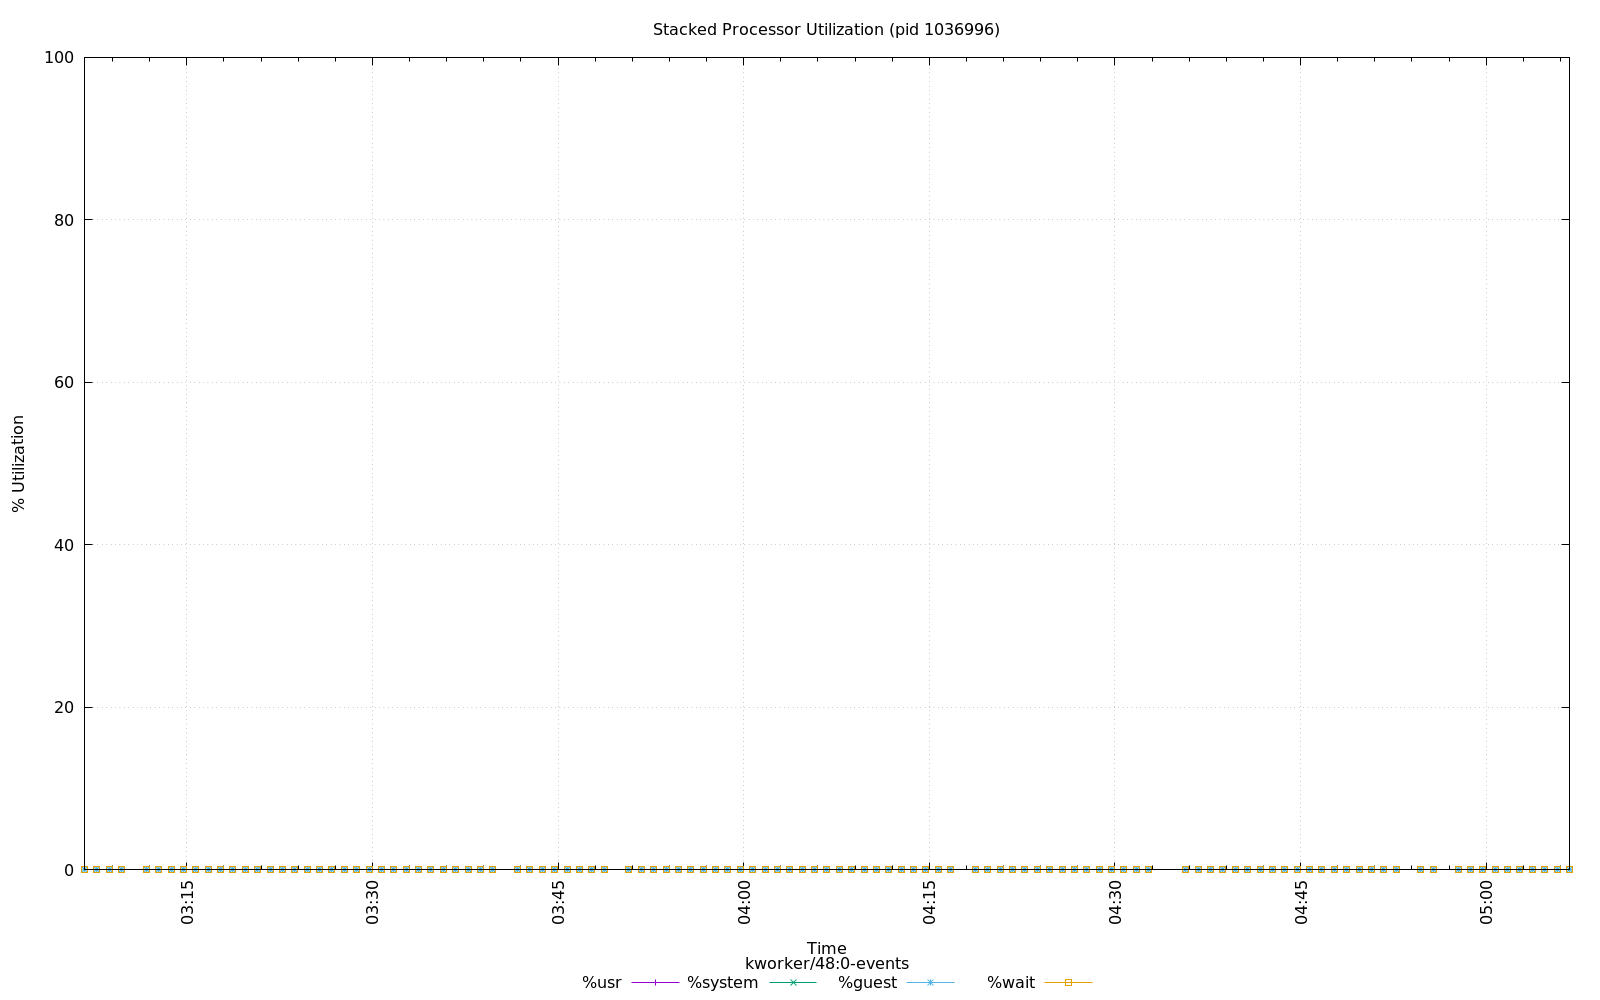 Stacked Processor Utilization (pid 1036996)
100
80
60
40
20
0
% Utilization
03:15
03:30
03:45
04:00
04:15
04:30
04:45
05:00
Time
kworker/48:0-events
%usr %system %guest %wait